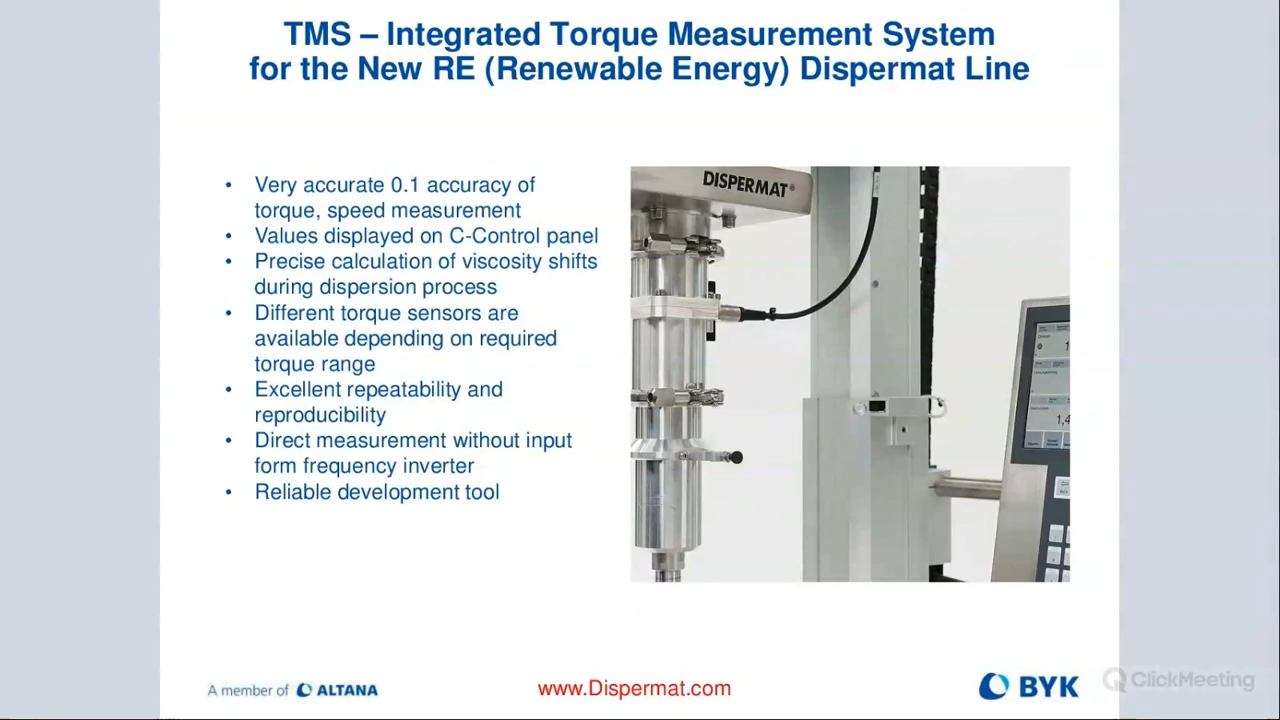 TMS – Integrated Torque Measurement System
for the New RE (Renewable Energy) Dispermat Line
• Very accurate 0.1 accuracy of
torque, speed measurement
• Values displayed on C-Control panel
• Precise calculation of viscosity shifts
during dispersion process
• Different torque sensors are
available depending on required
torque range
• Excellent repeatability and
reproducibility
• Direct measurement without input
form frequency inverter
• Reliable development tool
DISPERMAT®
1,4
A member of ALTANA
www.Dispermat.com
BYK
ClickMeeting